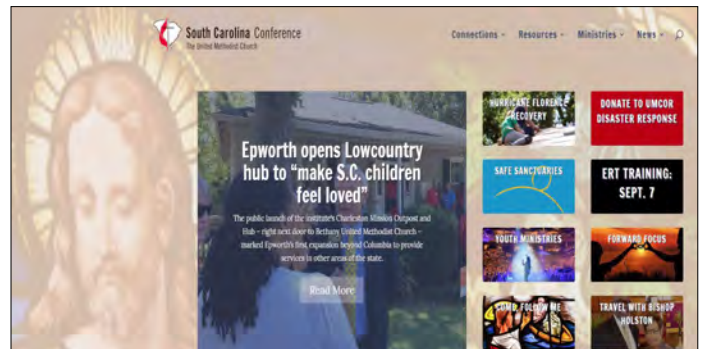 South Carolina Conference
The United Methodist Church
Connections
Resources
Ministries
News
Epworth opens Lowcountry
hub to “make S.C. children
feel loved”
The public launch of the institute's Charleston Mission Outpost and
Hub – right next door to Bethany United Methodist Church –
marked Epworth's first expansion beyond Columbia to provide
services in other areas of the state.
Read More
HURRICANE FLORENCE
RECOVERY
DONATE TO UMCOR
DISASTER RESPONSE
SAFE SANCTUARIES
ERT TRAINING:
SEPT. 7
YOUTH MINISTRIES
FORWARD FOCUS
COME, FOLLOW ME
TRAVEL WITH BISHOP
HOLSTON